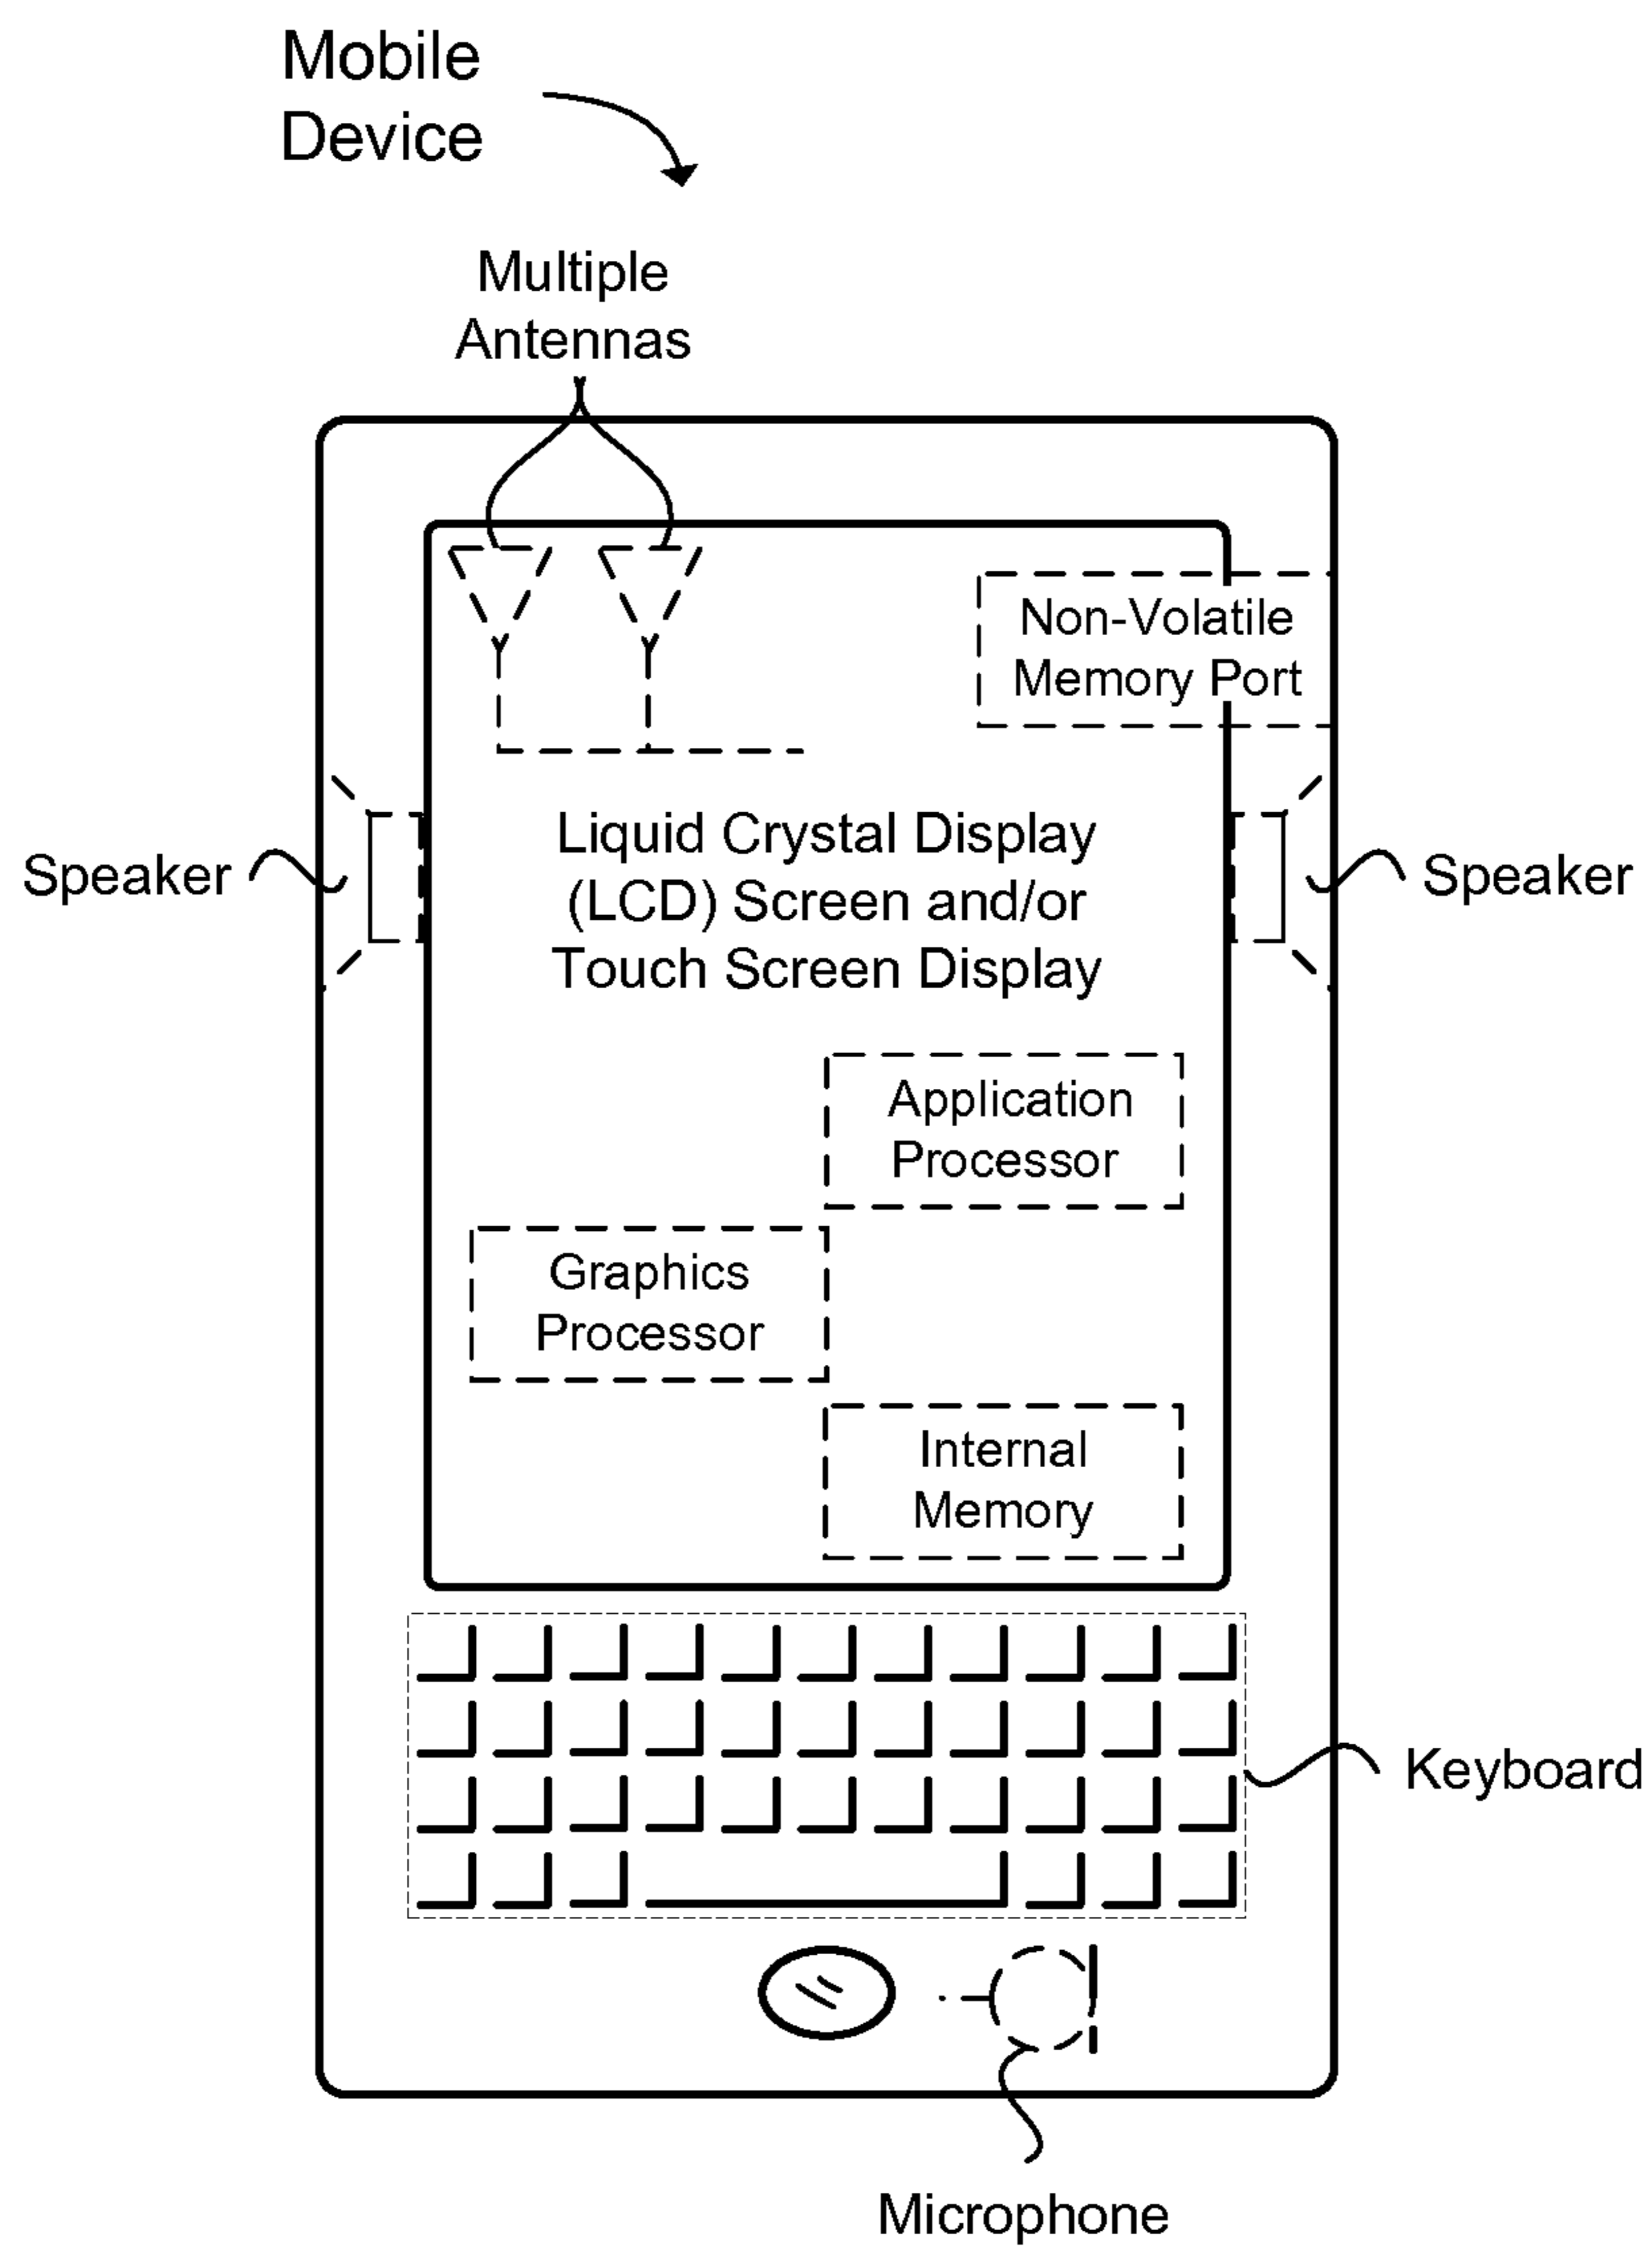 Mobile
Device
Multiple
Antennas
Non-Volatile
Memory Port
Speaker
Liquid Crystal Display
(LCD) Screen and/or
Touch Screen Display
Speaker
Application
Processor
Graphics
Processor
Internal
Memory
Keyboard
Microphone